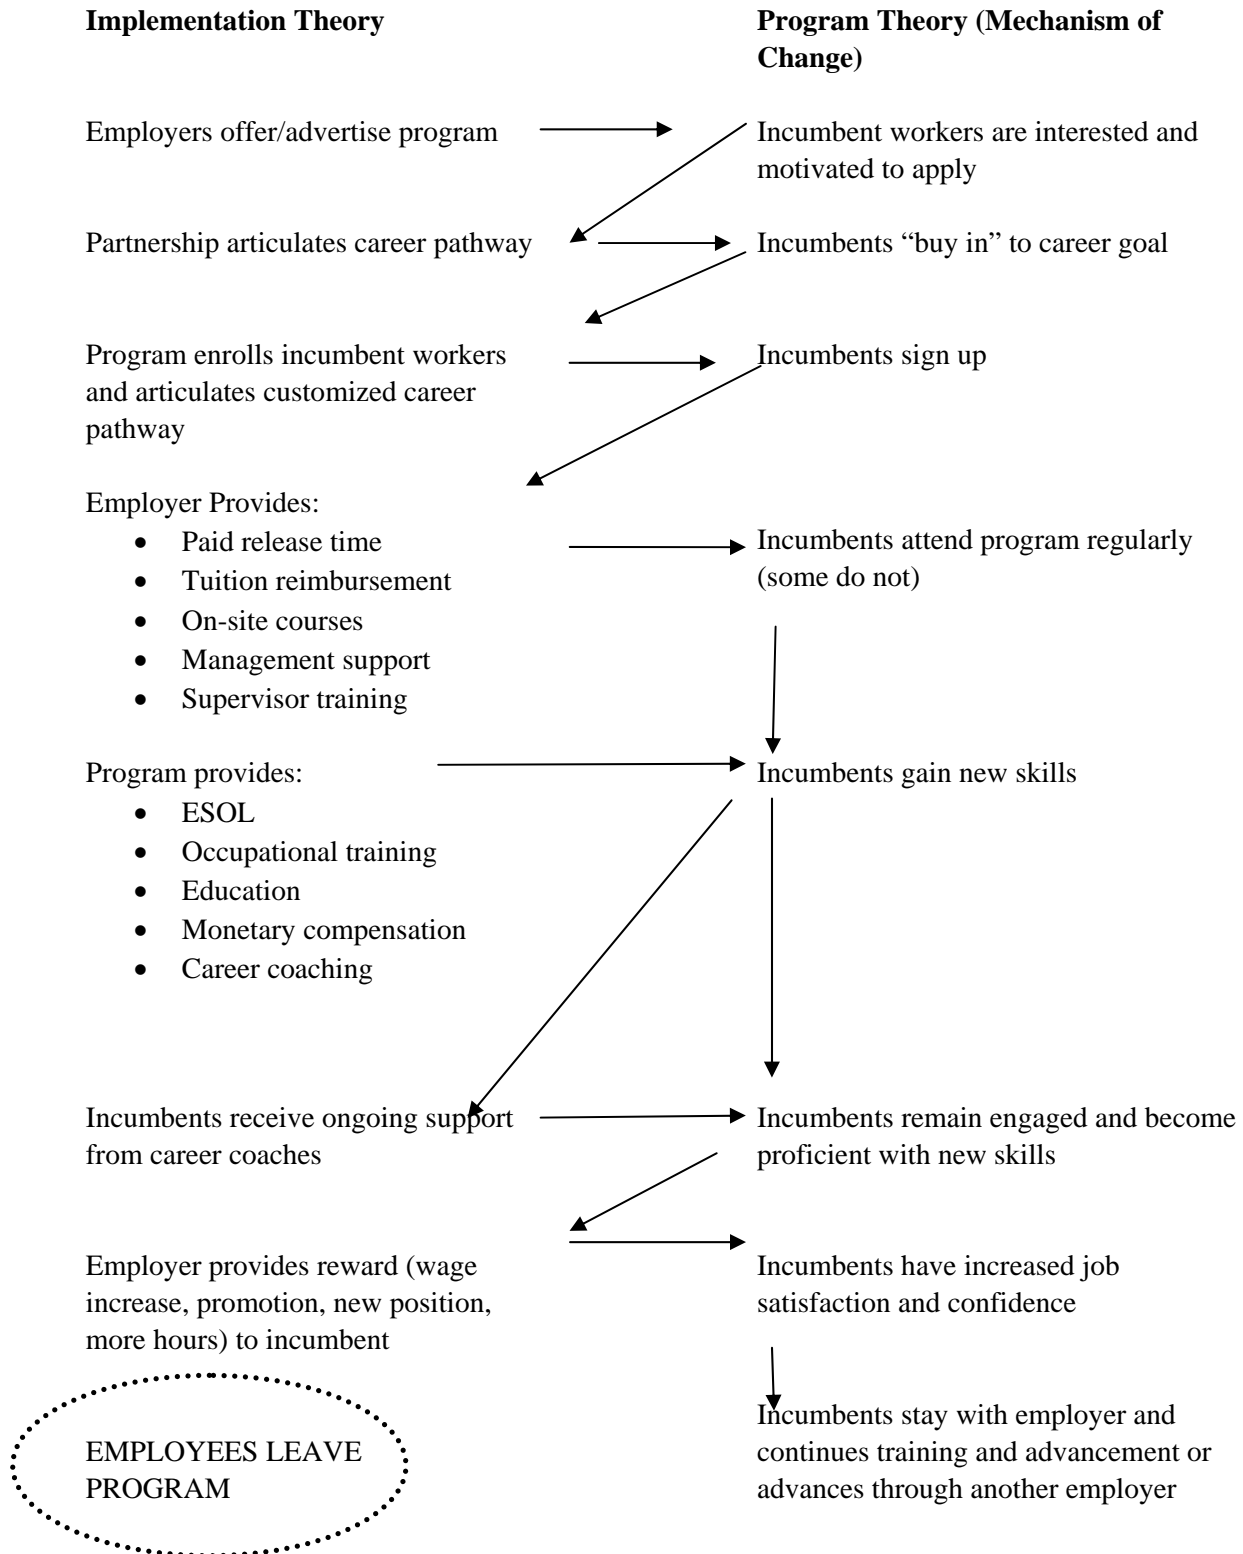 Implementation Theory
Program Theory (Mechanism of
Change)
Employers offer/advertise program
Incumbent workers are interested and
motivated to apply
Partnership articulates career pathway
Incumbents “buy in” to career goal
Program enrolls incumbent workers
and articulates customized career
pathway
Incumbents sign up
Employer Provides:
• Paid release time
• Tuition reimbursement
• On-site courses
• Management support
• Supervisor training
Incumbents attend program regularly
(some do not)
Program provides:
• ESOL
• Occupational training
• Education
• Monetary compensation
• Career coaching
Incumbents gain new skills
Incumbents receive ongoing support
from career coaches
Incumbents remain engaged and become
proficient with new skills
Employer provides reward (wage
increase, promotion, new position,
more hours) to incumbent
Incumbents have increased job
satisfaction and confidence
EMPLOYEES LEAVE
PROGRAM
Incumbents stay with employer and
continues training and advancement or
advances through another employer